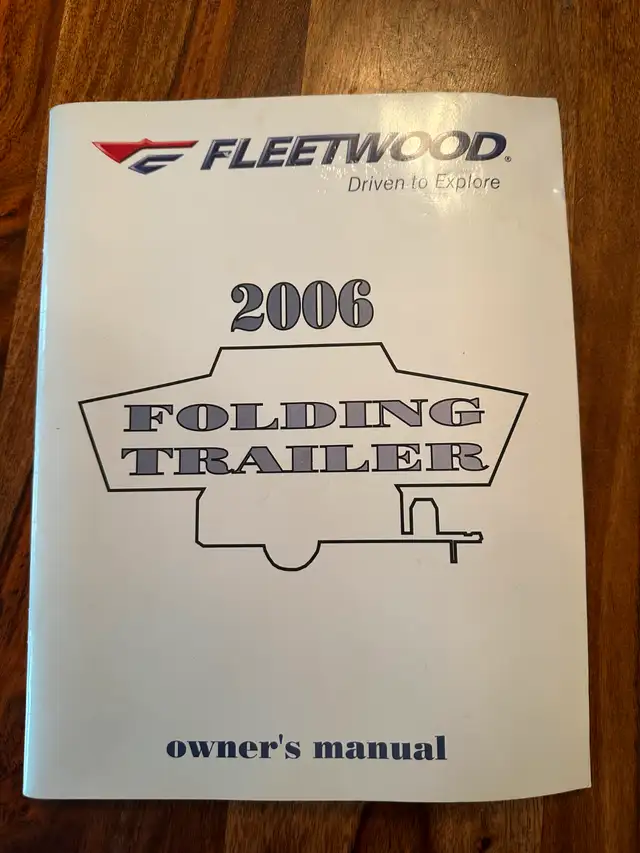 FLEETWOOD®
Driven to Explore
2006
FOLDING
TRAILER
owner's manual